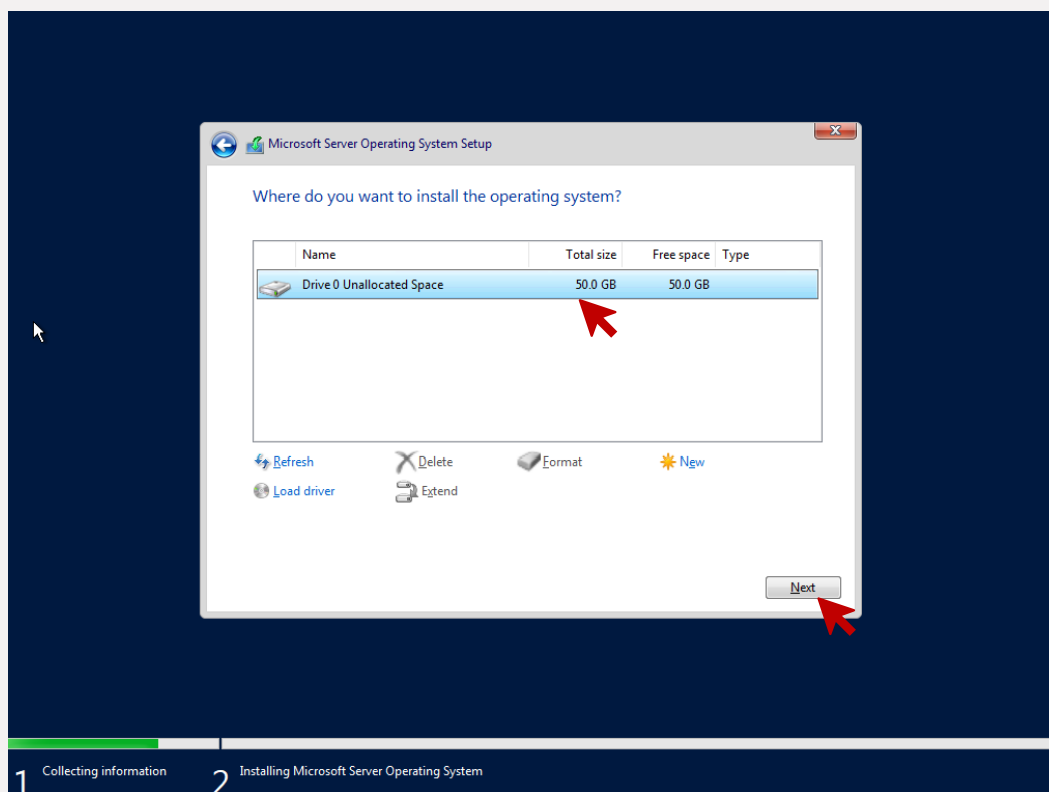 Microsoft Server Operating System Setup
Where do you want to install the operating system?
Name Total size Free space Type
Drive 0 Unallocated Space 50.0 GB 50.0 GB
Refresh Delete Format New
Load driver Extend
Next
1 Collecting information 2 Installing Microsoft Server Operating System